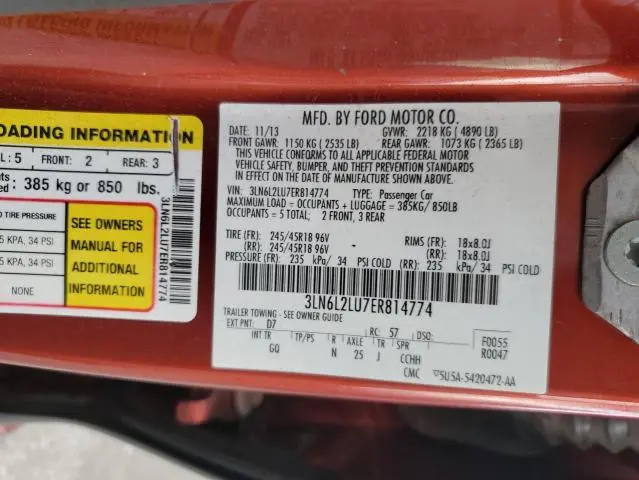 LOADING INFORMATION
L: 5 FRONT: 2 REAR: 3
385 kg or 850 lbs.
TIRE PRESSURE
5 KPA, 34 PSI
5 KPA, 34 PSI
NONE
SEE OWNERS
MANUAL FOR
ADDITIONAL
INFORMATION
3LN6L2LU7ER814774
MFD. BY FORD MOTOR CO.
DATE: 11/13 GVWR: 2218 KG ( 4890 LB)
FRONT GAWR: 1150 KG ( 2535 LB) REAR GAWR: 1073 KG ( 2365 LB)
THIS VEHICLE CONFORMS TO ALL APPLICABLE FEDERAL MOTOR
VEHICLE SAFETY, BUMPER, AND THEFT PREVENTION STANDARDS
IN EFFECT ON THE DATE OF MANUFACTURE SHOWN ABOVE.
VIN: 3LN6L2LU7ER814774 TYPE: Passenger Car
MAXIMUM LOAD = OCCUPANTS + LUGGAGE = 385KG/ 850LB
OCCUPANTS = 5 TOTAL; 2 FRONT, 3 REAR
TIRE (FR): 245/45R18 96V RIMS (FR): 18x8.0J
(RR): 245/45R18 96V (RR): 18x8.0J
PRESSURE (FR): 235 kPa/ 34 PSI COLD (RR): 235 kPa/ 34 PSI COLD
3LN6L2LU7ER814774
TRAILER TOWING - SEE OWNER GUIDE
EXT PNT: D7 RC: 57 DSO: F0055
INT TR TP/PS R AXLE TR SPR R0047
GQ N 25 J CCHH
CMC 5U5A-5420472-AA